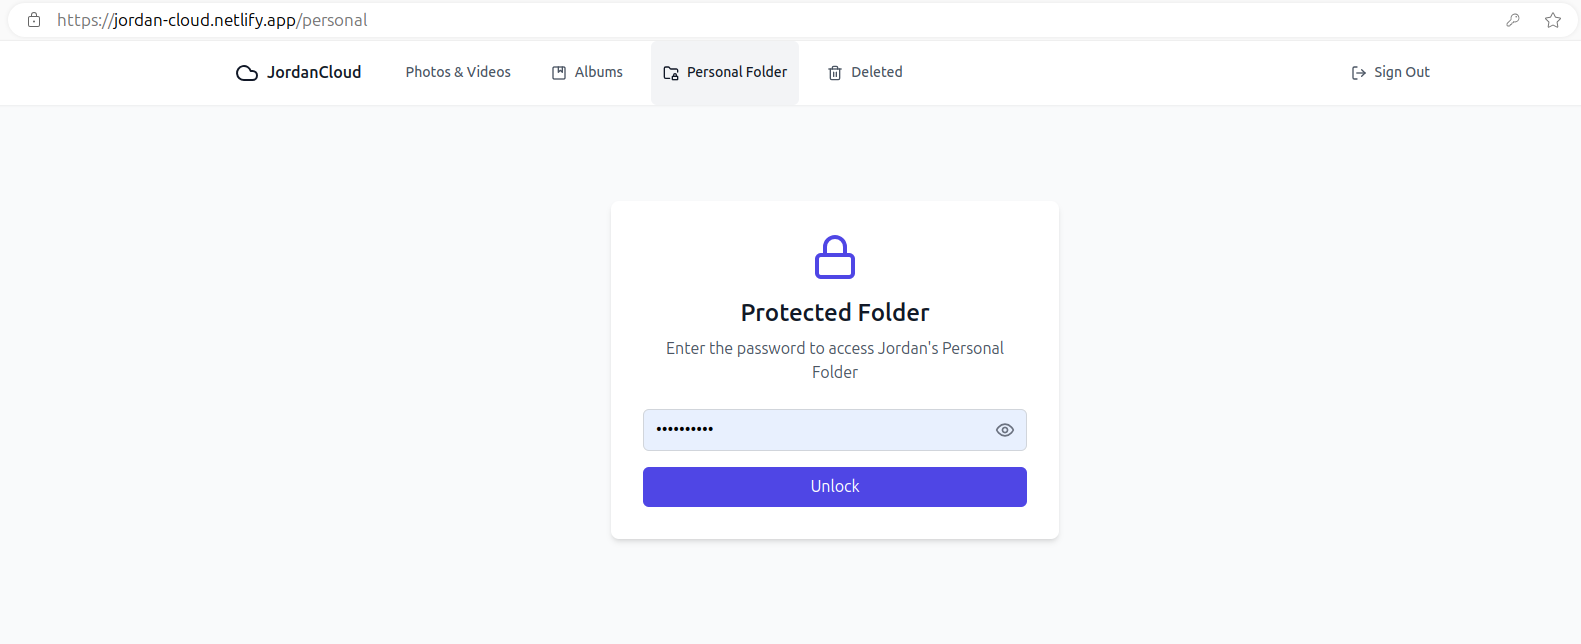 https://jordan-cloud.netlify.app/personal
JordanCloud
Photos & Videos
Albums
Personal Folder
Deleted
Sign Out
Protected Folder
Enter the password to access Jordan's Personal
Folder
••••••••••
Unlock